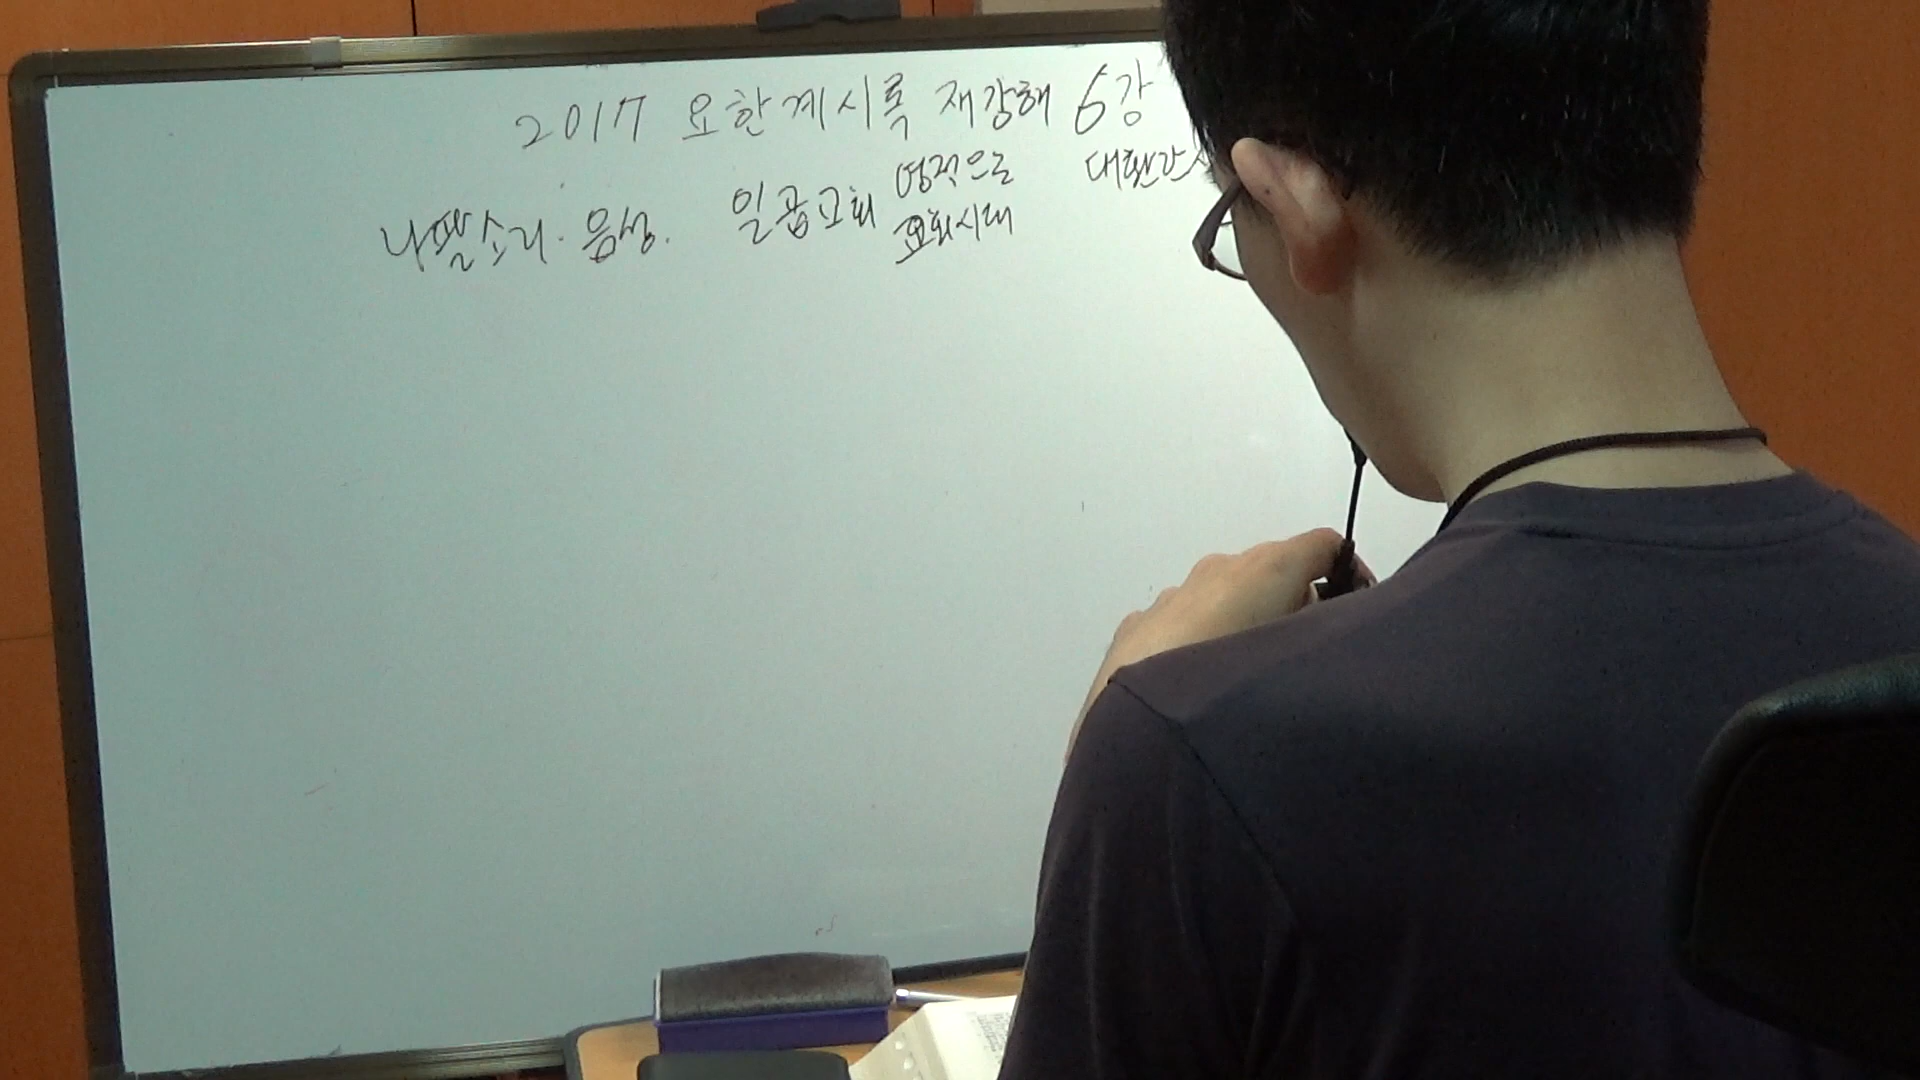 2017 요한계시록 재강해 6강
나팔소리. 음성. 일곱교회 영적으로 대환란
교회시대